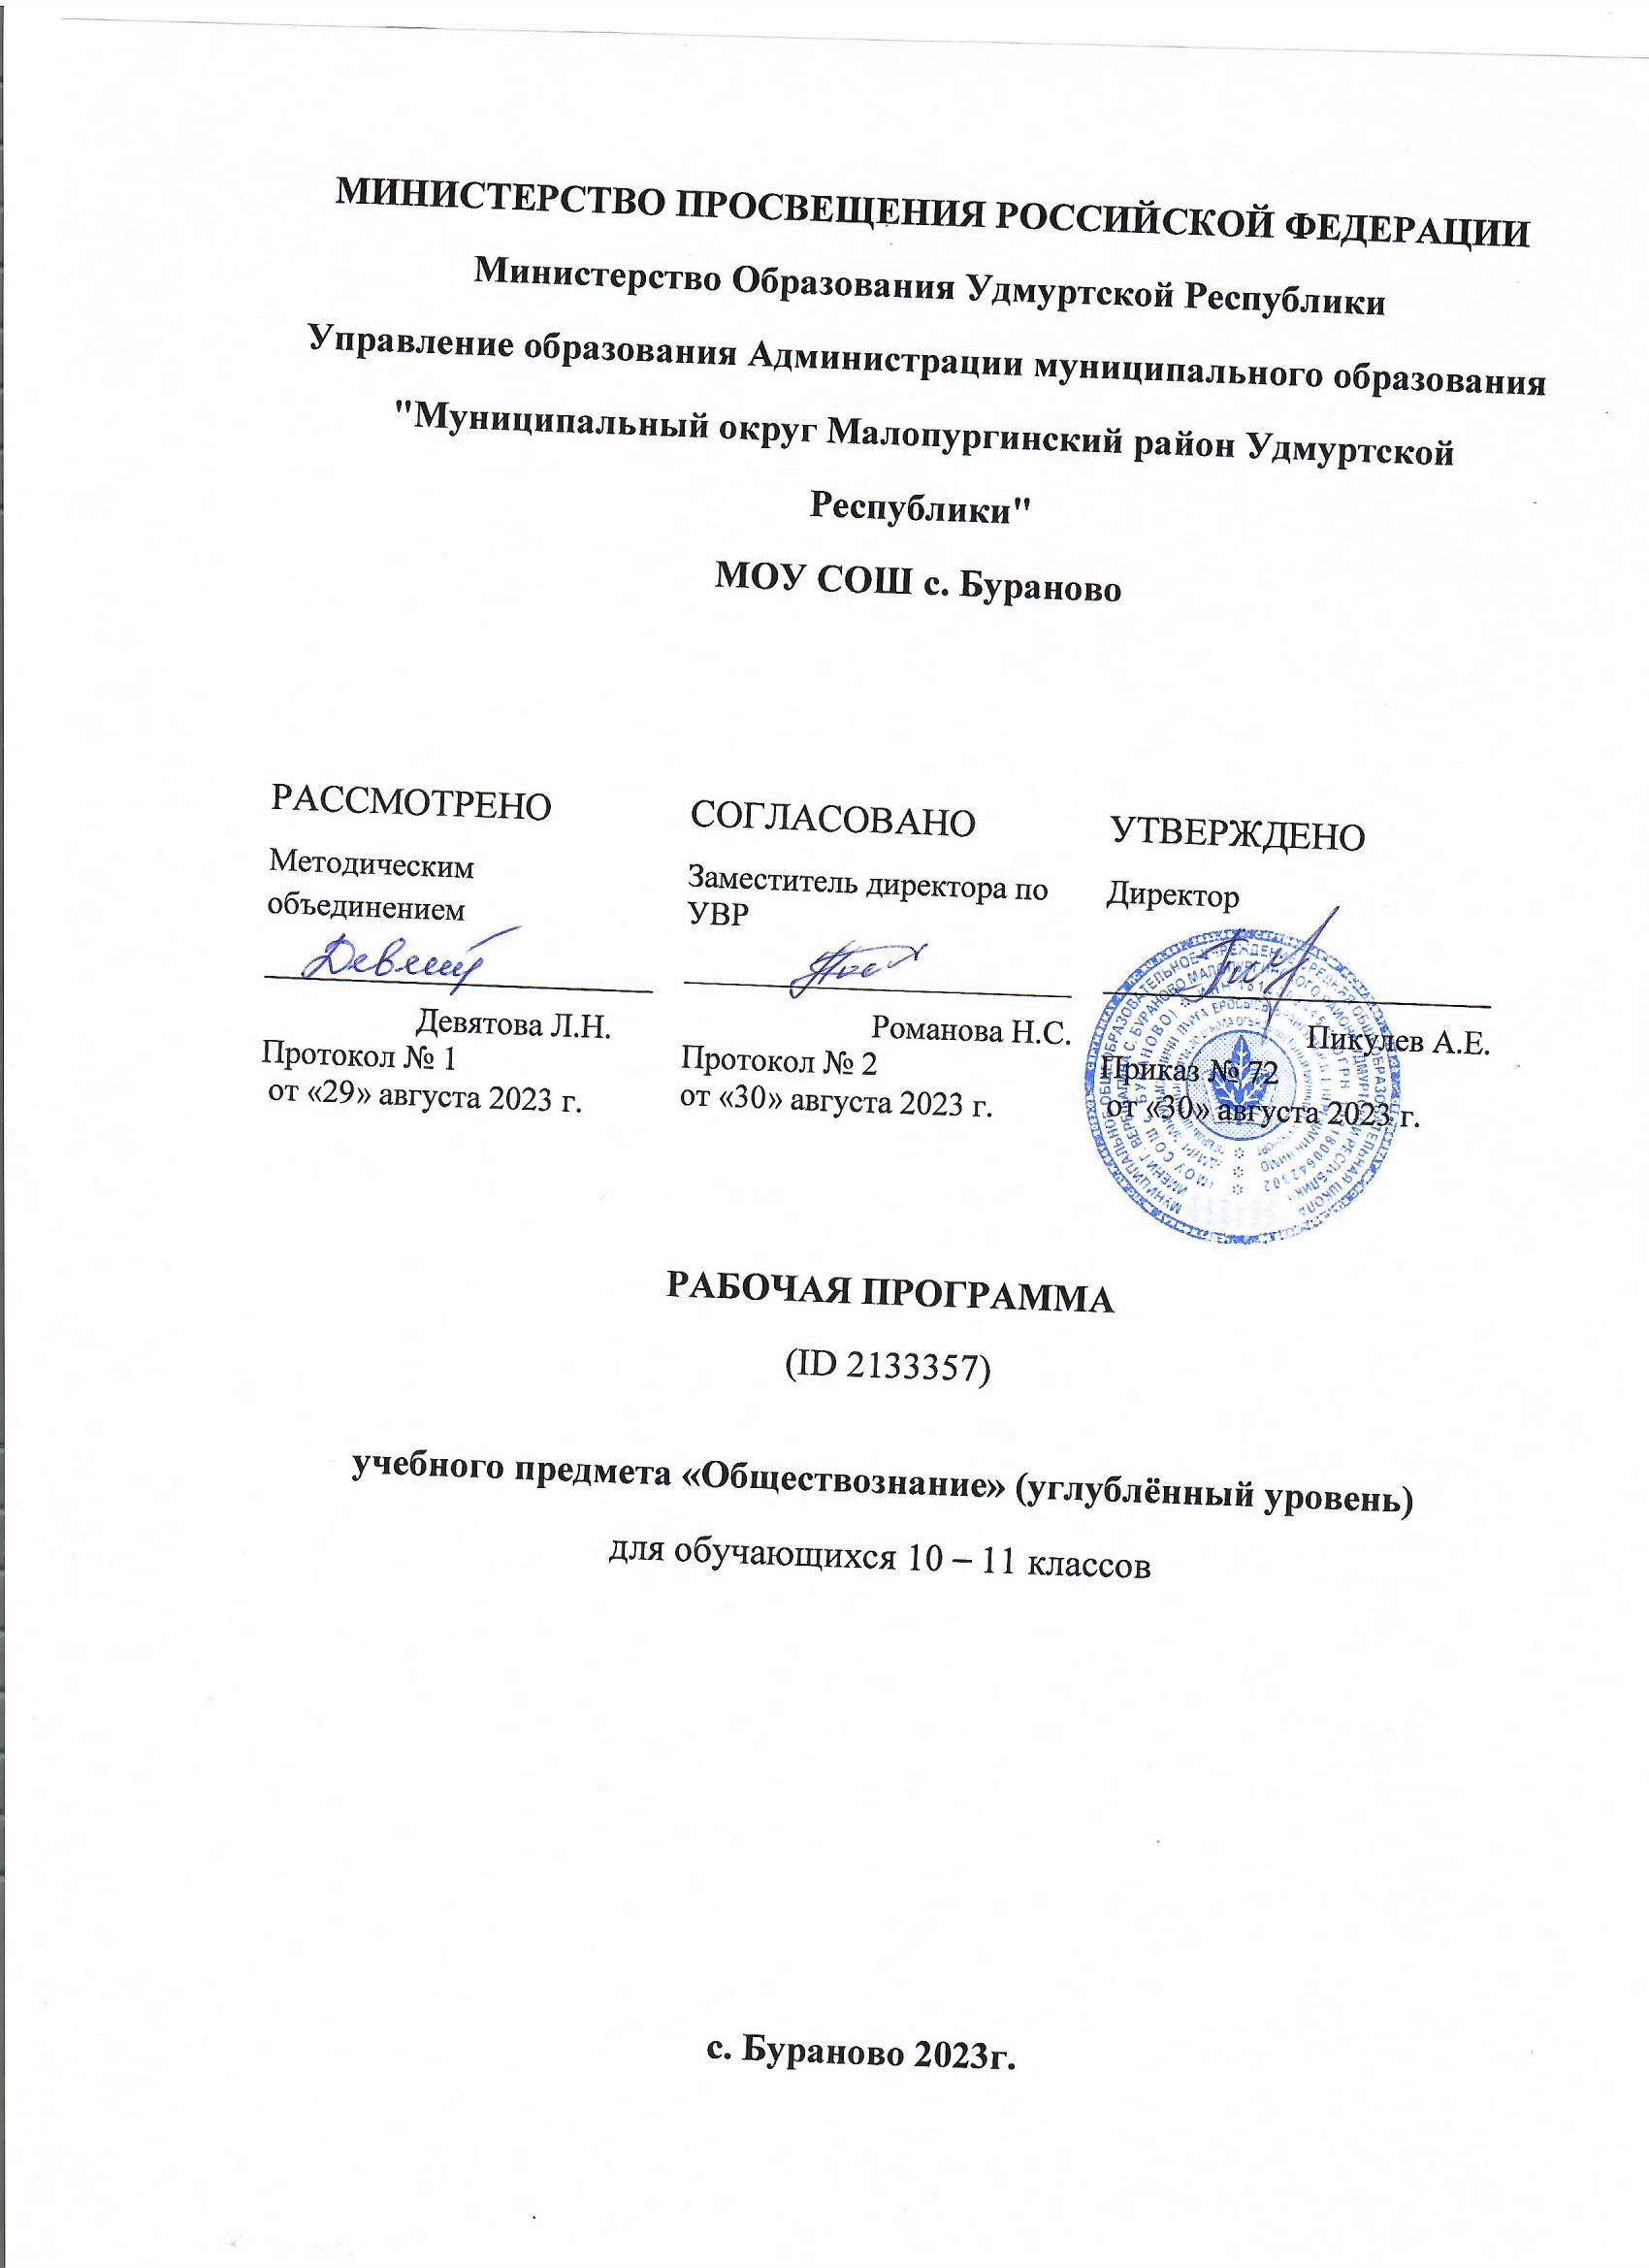 МИНИСТЕРСТВО ПРОСВЕЩЕНИЯ РОССИЙСКОЙ ФЕДЕРАЦИИ
Министерство Образования Удмуртской Республики
Управление образования Администрации муниципального образования
"Муниципальный округ Малопургинский район Удмуртской
Республики"
МОУ СОШ с. Бураново
РАССМОТРЕНО
Методическим
объединением
Девятова Л.Н.
Протокол № 1
от «29» августа 2023 г.
СОГЛАСОВАНО
Заместитель директора по
УВР
Романова Н.С.
Протокол № 2
от «30» августа 2023 г.
УТВЕРЖДЕНО
Директор
Пикулев А.Е.
Приказ № 72
от «30» августа 2023 г.
РАБОЧАЯ ПРОГРАММА
(ID 2133357)
учебного предмета «Обществознание» (углублённый уровень)
для обучающихся 10 – 11 классов
с. Бураново 2023г.